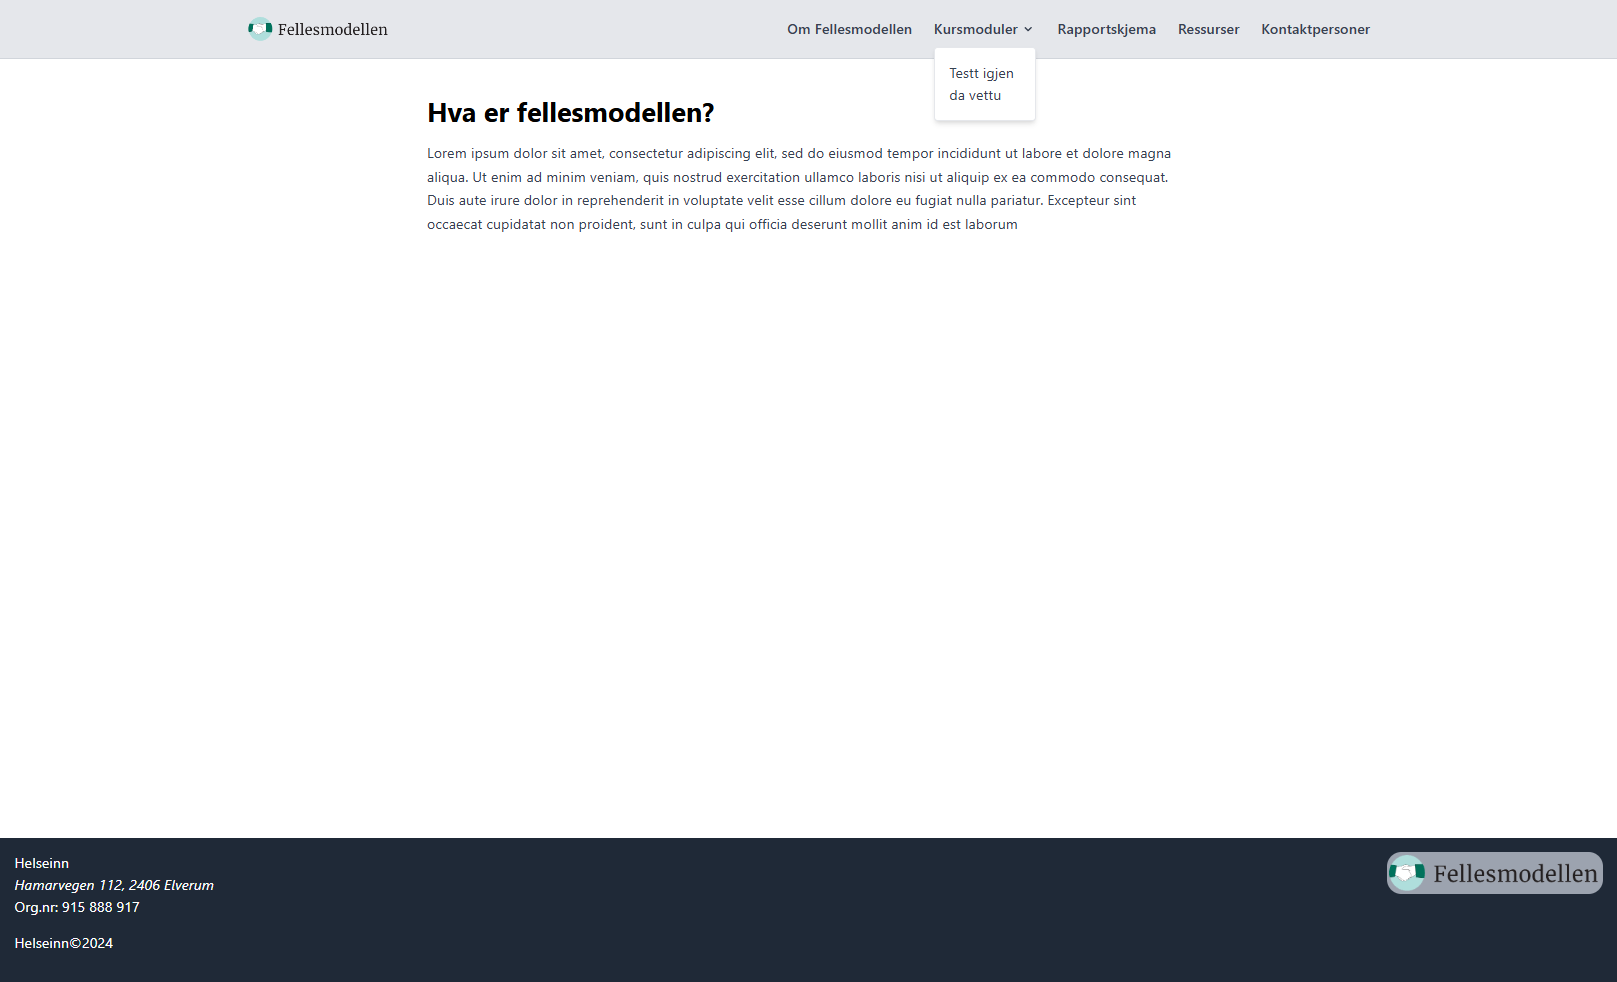 Fellesmodellen
Om Fellesmodellen
Kursmoduler
Rapportskjema
Ressurser
Kontaktpersoner
Testt igjen
da vettu
Hva er fellesmodellen?
Lorem ipsum dolor sit amet, consectetur adipiscing elit, sed do eiusmod tempor incididunt ut labore et dolore magna
aliqua. Ut enim ad minim veniam, quis nostrud exercitation ullamco laboris nisi ut aliquip ex ea commodo consequat.
Duis aute irure dolor in reprehenderit in voluptate velit esse cillum dolore eu fugiat nulla pariatur. Excepteur sint
occaecat cupidatat non proident, sunt in culpa qui officia deserunt mollit anim id est laborum
Helseinn
Hamarvegen 112, 2406 Elverum
Org.nr: 915 888 917
Helseinn©2024
Fellesmodellen